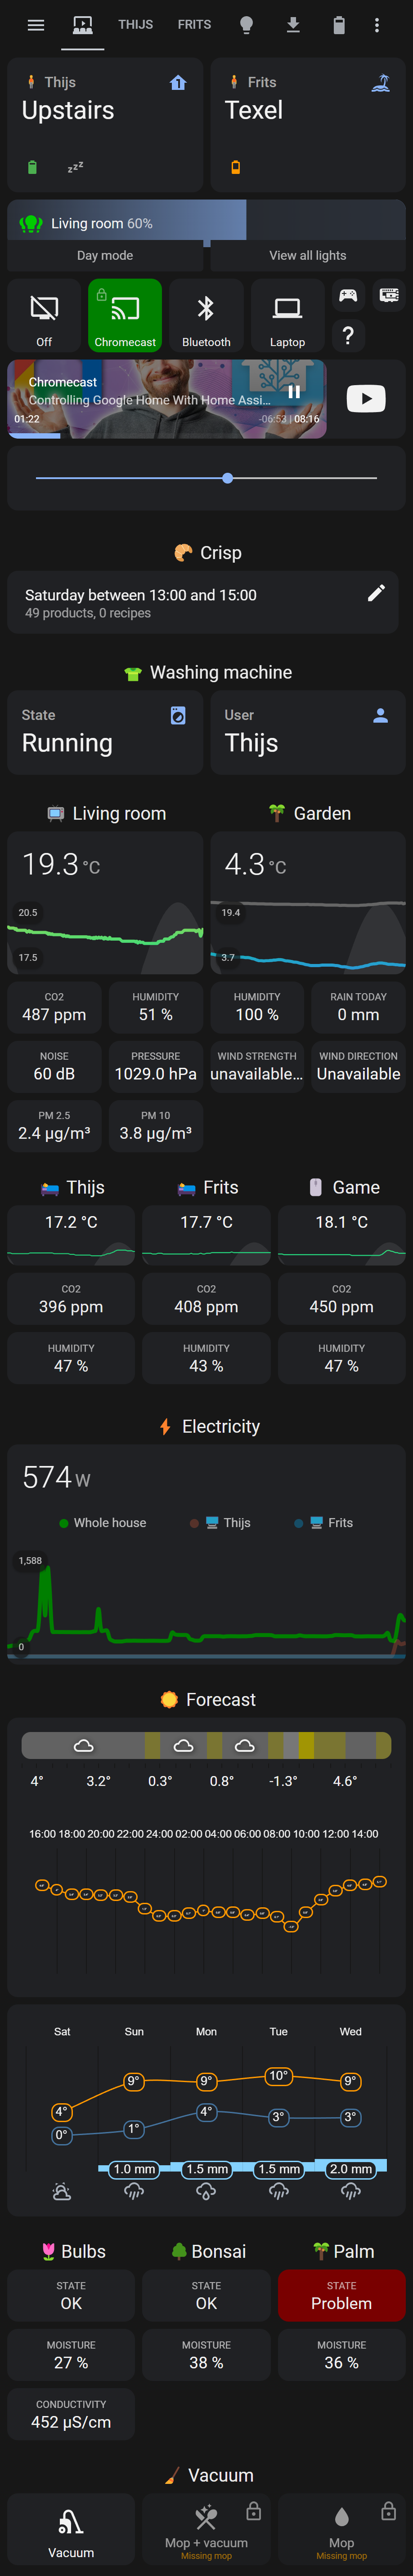 THIJS FRITS
Thijs Frits
Upstairs Texel
zzz
Living room 60%
Day mode View all lights
Off Chromecast Bluetooth Laptop
?
Chromecast
Controlling Google Home With Home Assi…
01:22 -06:53 | 08:16
Crisp
Saturday between 13:00 and 15:00
49 products, 0 recipes
Washing machine
State User
Running Thijs
Living room Garden
19.3 °C 4.3 °C
20.5 19.4
17.5 3.7
CO2 HUMIDITY HUMIDITY RAIN TODAY
487 ppm 51 % 100 % 0 mm
NOISE PRESSURE WIND STRENGTH WIND DIRECTION
60 dB 1029.0 hPa unavailable... Unavailable
PM 2.5 PM 10
2.4 µg/m³ 3.8 µg/m³
Thijs Frits Game
17.2 °C 17.7 °C 18.1 °C
CO2 CO2 CO2
396 ppm 408 ppm 450 ppm
HUMIDITY HUMIDITY HUMIDITY
47 % 43 % 47 %
Electricity
574 W
Whole house Thijs Frits
1,588
0
Forecast
4° 3.2° 0.3° 0.8° -1.3° 4.6°
16:00 18:00 20:00 22:00 24:00 02:00 04:00 06:00 08:00 10:00 12:00 14:00
Sat Sun Mon Tue Wed
9° 9° 10° 9°
4°
0° 1° 4° 3° 3°
1.0 mm 1.5 mm 1.5 mm 2.0 mm
Bulbs Bonsai Palm
STATE STATE STATE
OK OK Problem
MOISTURE MOISTURE MOISTURE
27 % 38 % 36 %
CONDUCTIVITY
452 µS/cm
Vacuum
Vacuum Mop + vacuum Mop
Missing mop Missing mop